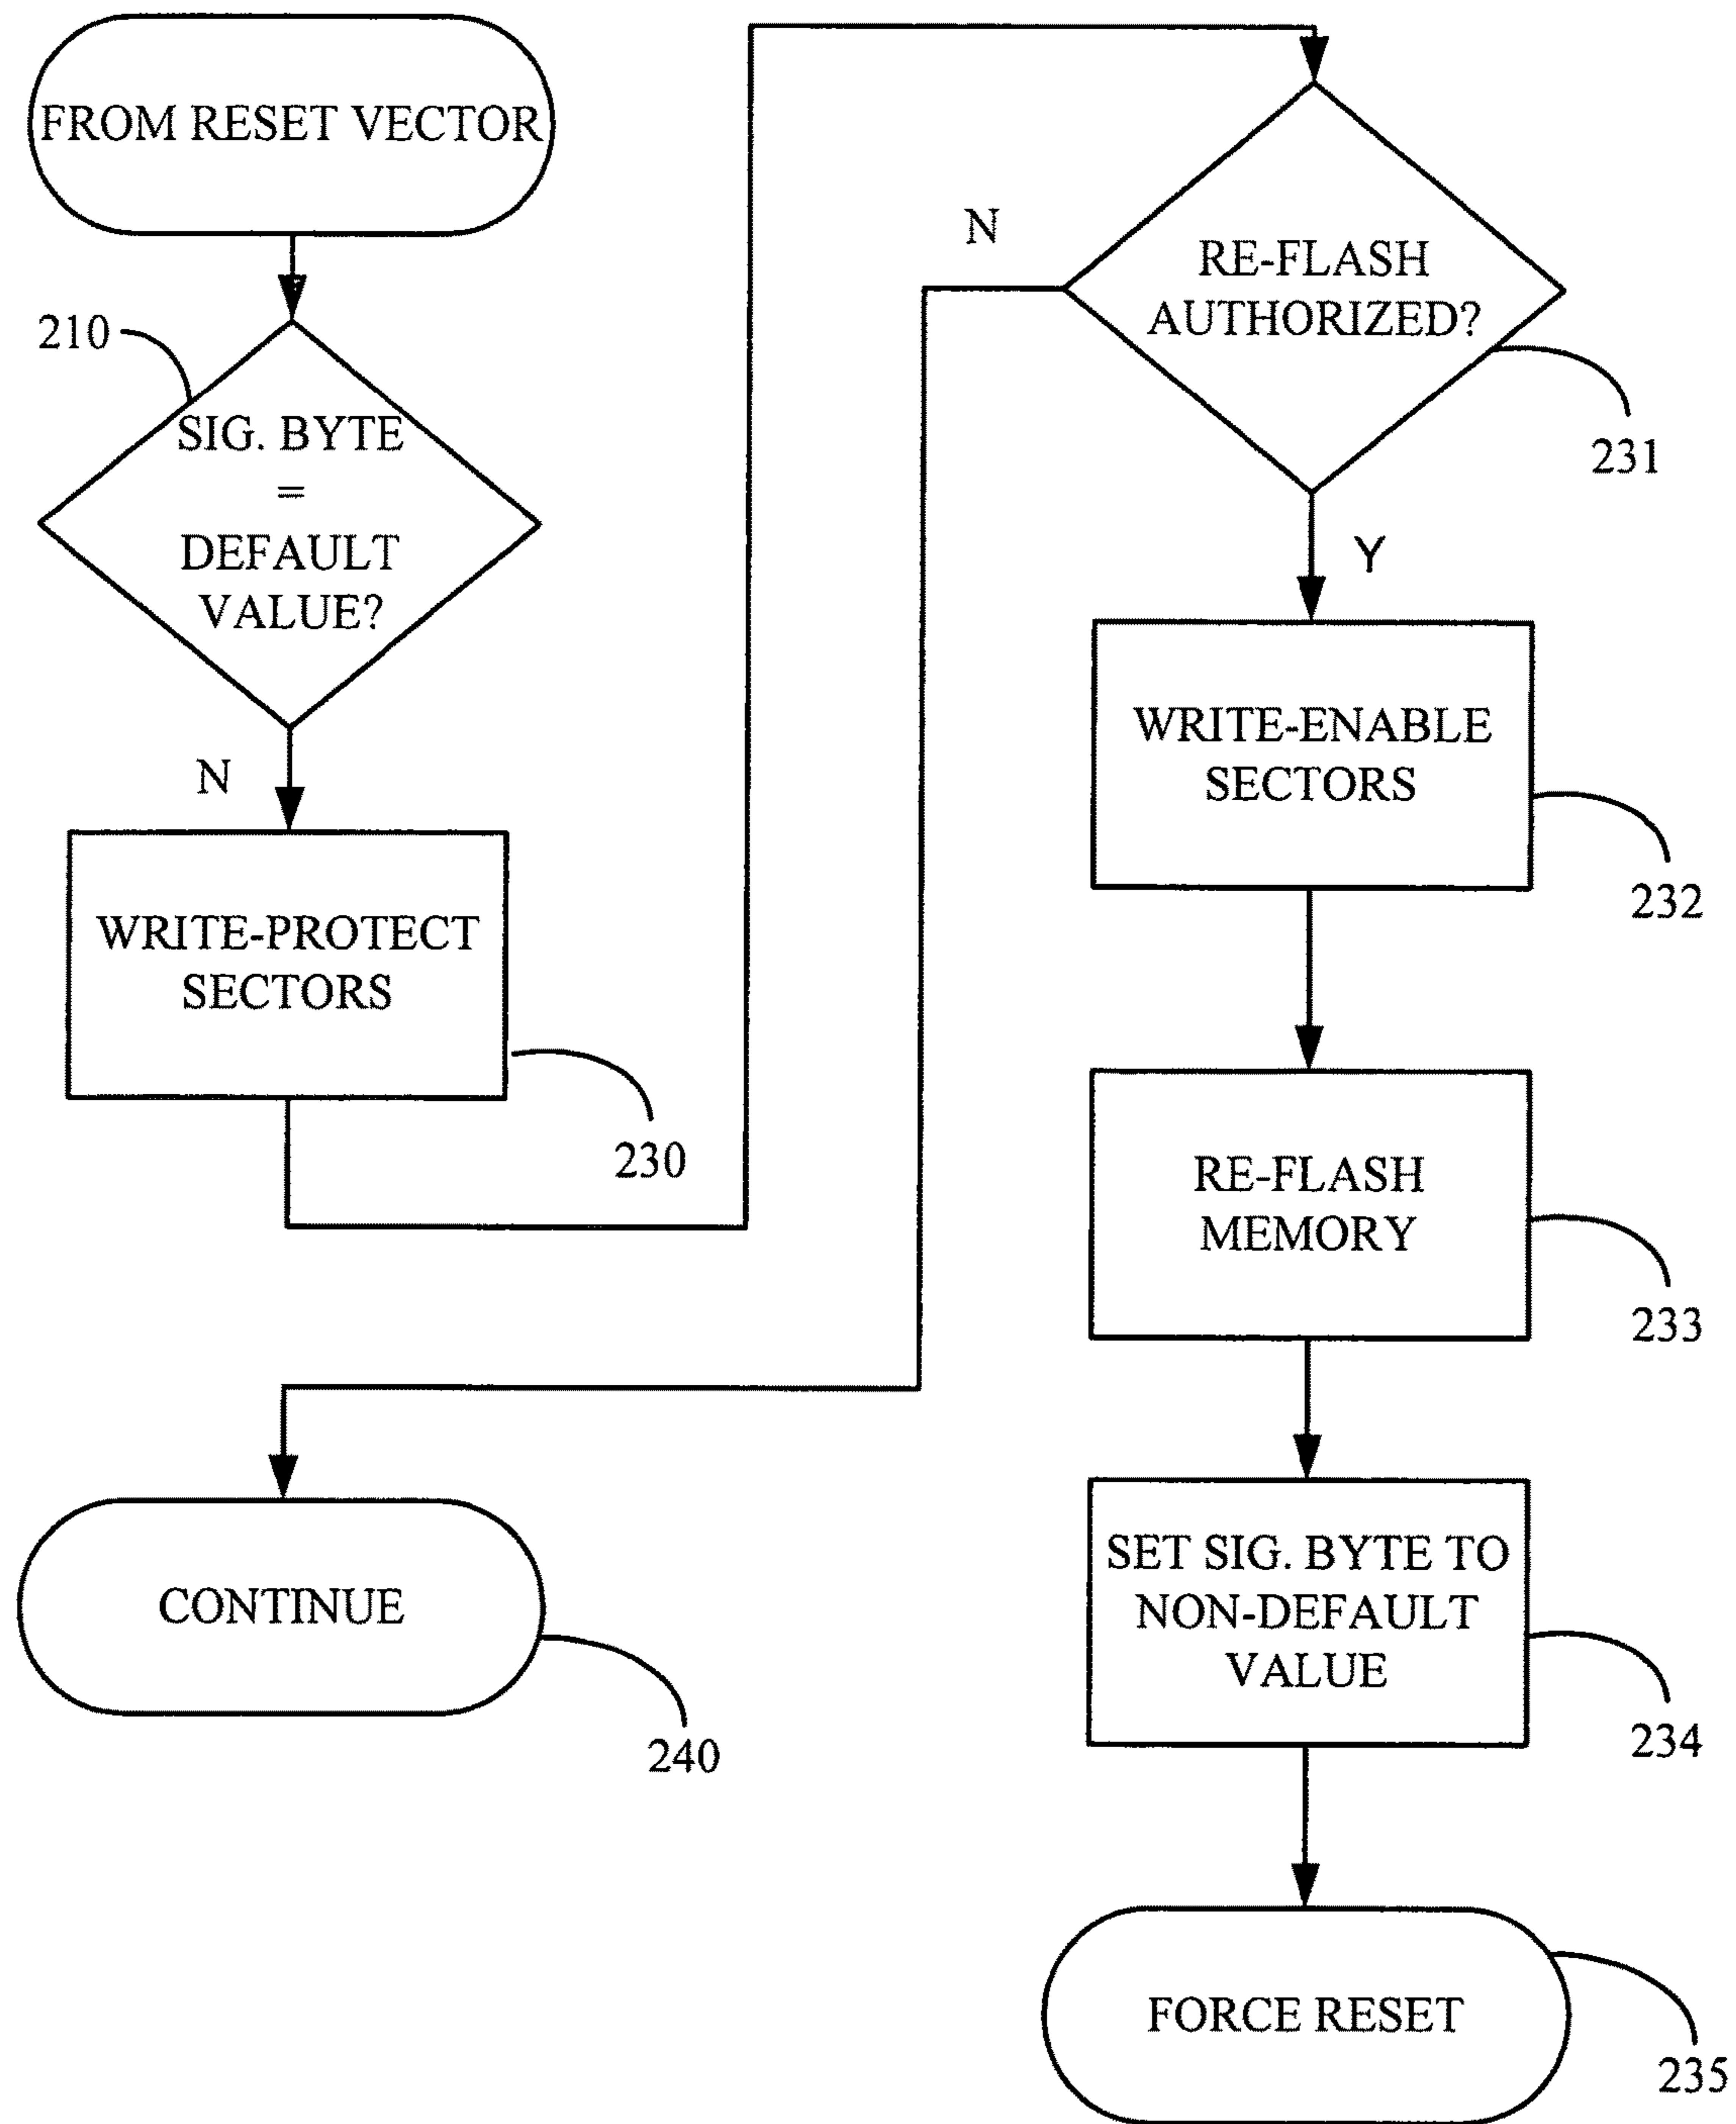 FROM RESET VECTOR
210
SIG. BYTE
=
DEFAULT
VALUE?
N
WRITE-PROTECT
SECTORS
230
N
RE-FLASH
AUTHORIZED?
231
Y
WRITE-ENABLE
SECTORS
232
RE-FLASH
MEMORY
233
SET SIG. BYTE TO
NON-DEFAULT
VALUE
234
FORCE RESET
235
CONTINUE
240